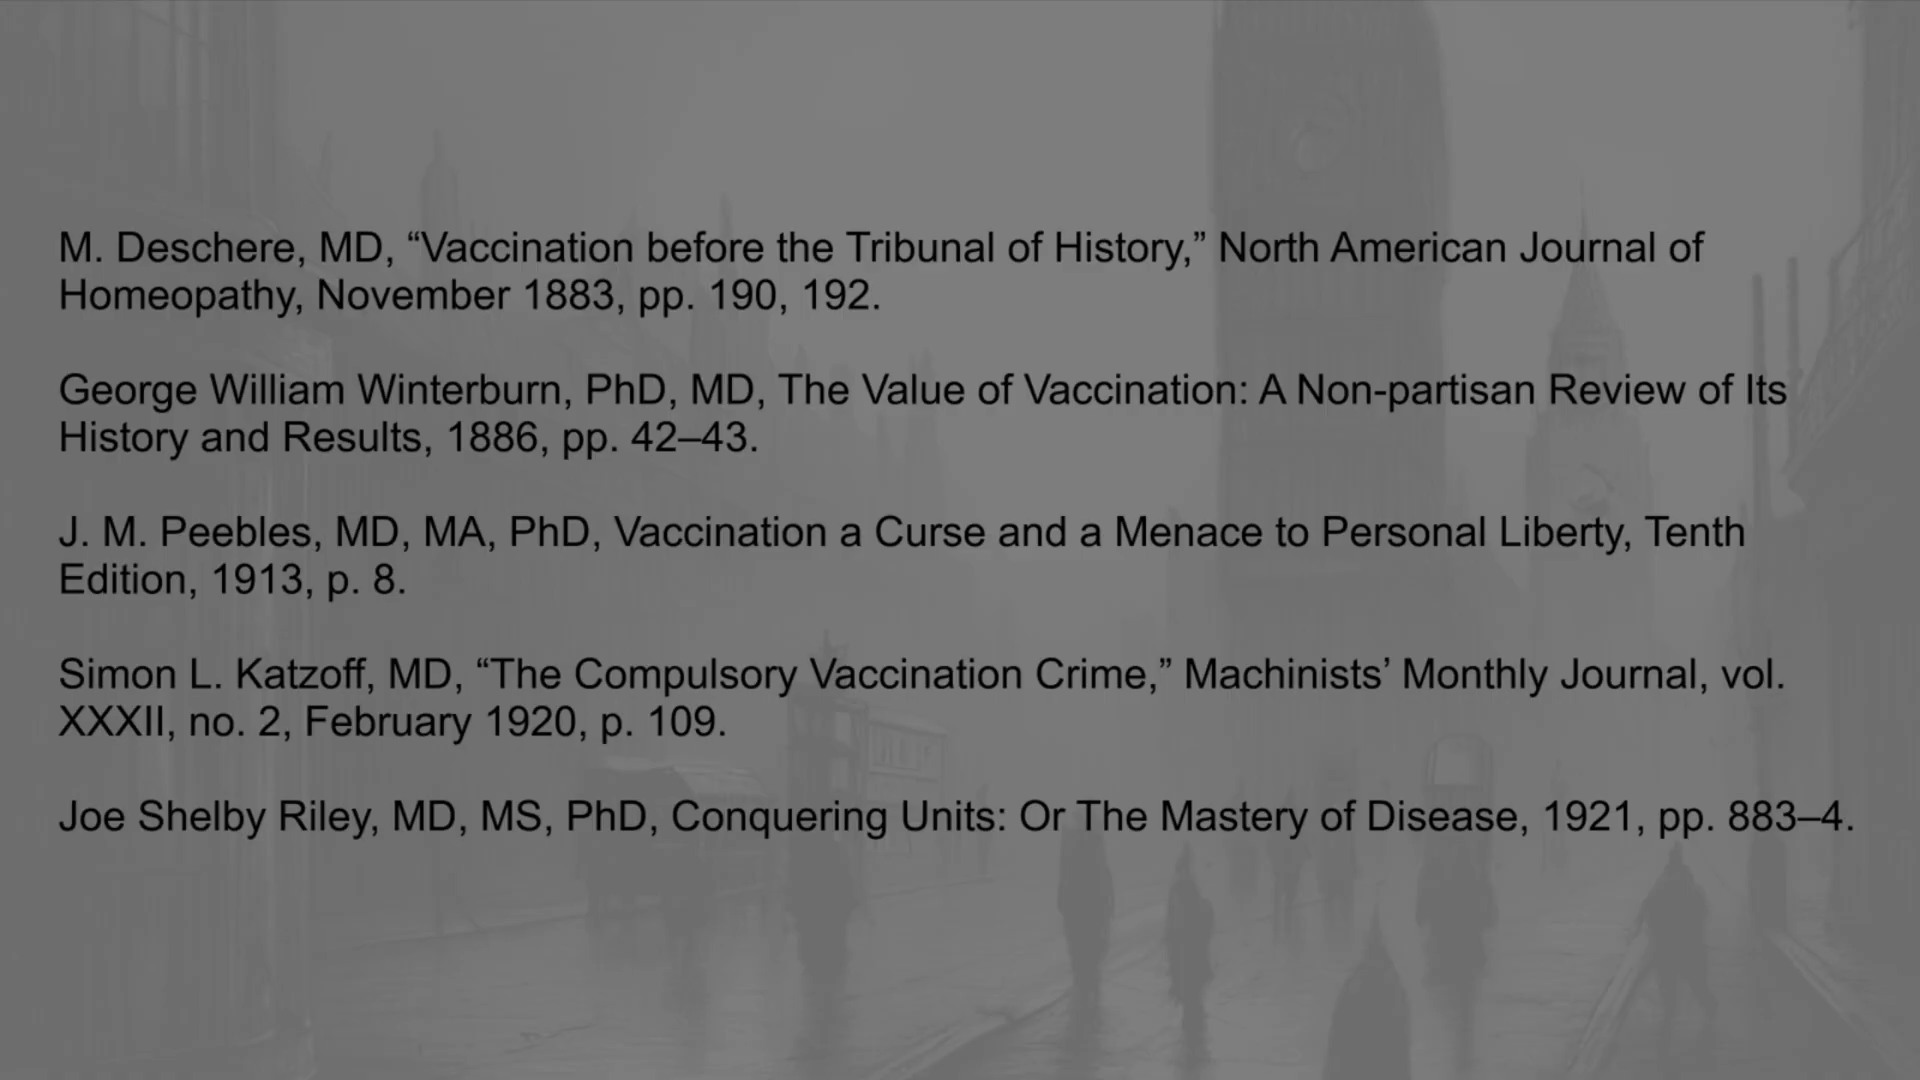 M. Deschere, MD, “Vaccination before the Tribunal of History,” North American Journal of
Homeopathy, November 1883, pp. 190, 192.
George William Winterburn, PhD, MD, The Value of Vaccination: A Non-partisan Review of Its
History and Results, 1886, pp. 42–43.
J. M. Peebles, MD, MA, PhD, Vaccination a Curse and a Menace to Personal Liberty, Tenth
Edition, 1913, p. 8.
Simon L. Katzoff, MD, “The Compulsory Vaccination Crime,” Machinists’ Monthly Journal, vol.
XXXII, no. 2, February 1920, p. 109.
Joe Shelby Riley, MD, MS, PhD, Conquering Units: Or The Mastery of Disease, 1921, pp. 883–4.